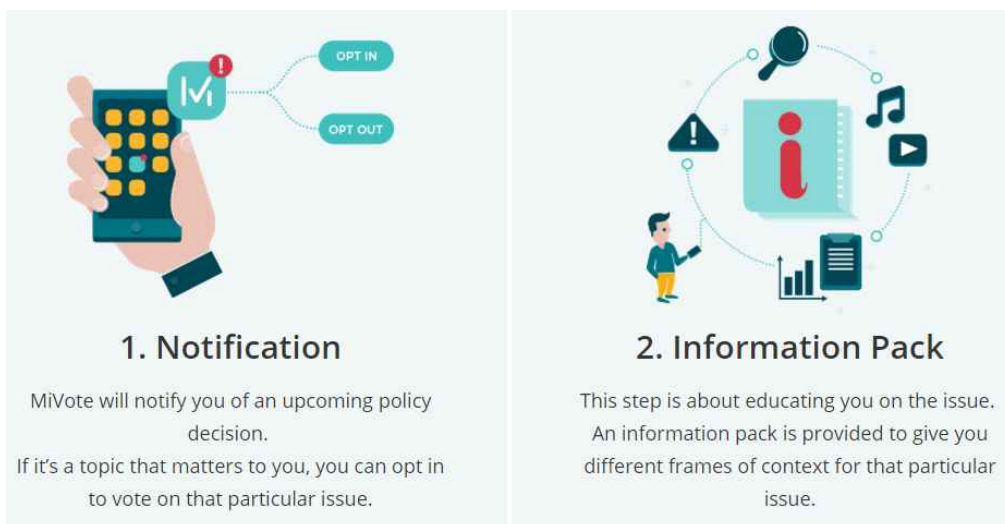 OPT IN
OPT OUT
1. Notification
MiVote will notify you of an upcoming policy
decision.
If it's a topic that matters to you, you can opt in
to vote on that particular issue.
2. Information Pack
This step is about educating you on the issue.
An information pack is provided to give you
different frames of context for that particular
issue.